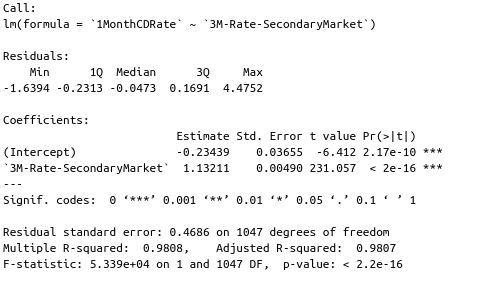 Call:
lm(formula = `1MonthCDRate` ~ `3M-Rate-SecondaryMarket`)
Residuals:
Min 1Q Median 3Q Max
-1.6394 -0.2313 -0.0473 0.1691 4.4752
Coefficients:
Estimate Std. Error t value Pr(>|t|)
(Intercept) -0.23439 0.03655 -6.412 2.17e-10 ***
`3M-Rate-SecondaryMarket` 1.13211 0.00490 231.057 < 2e-16 ***
---
Signif. codes: 0 ‘***’ 0.001 ‘**’ 0.01 ‘*’ 0.05 ‘.’ 0.1 ‘ ’ 1
Residual standard error: 0.4686 on 1047 degrees of freedom
Multiple R-squared: 0.9808, Adjusted R-squared: 0.9807
F-statistic: 5.339e+04 on 1 and 1047 DF, p-value: < 2.2e-16